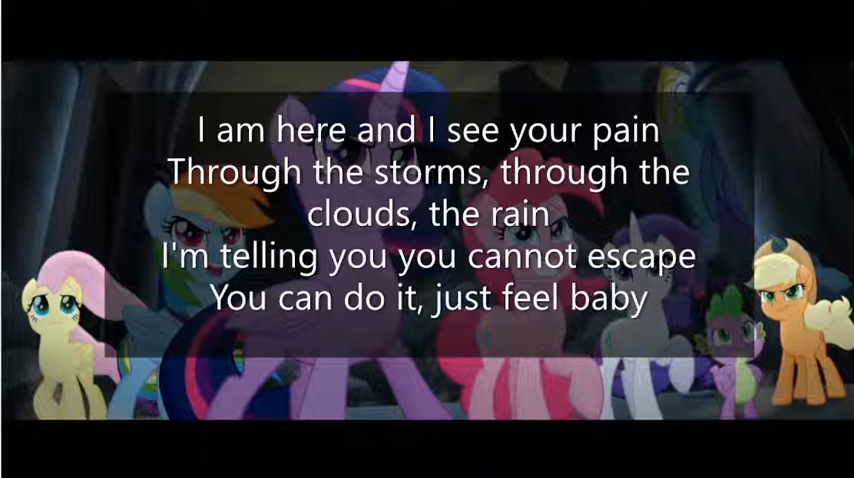 I am here and I see your pain
Through the storms, through the
clouds, the rain
I'm telling you you cannot escape
You can do it, just feel baby